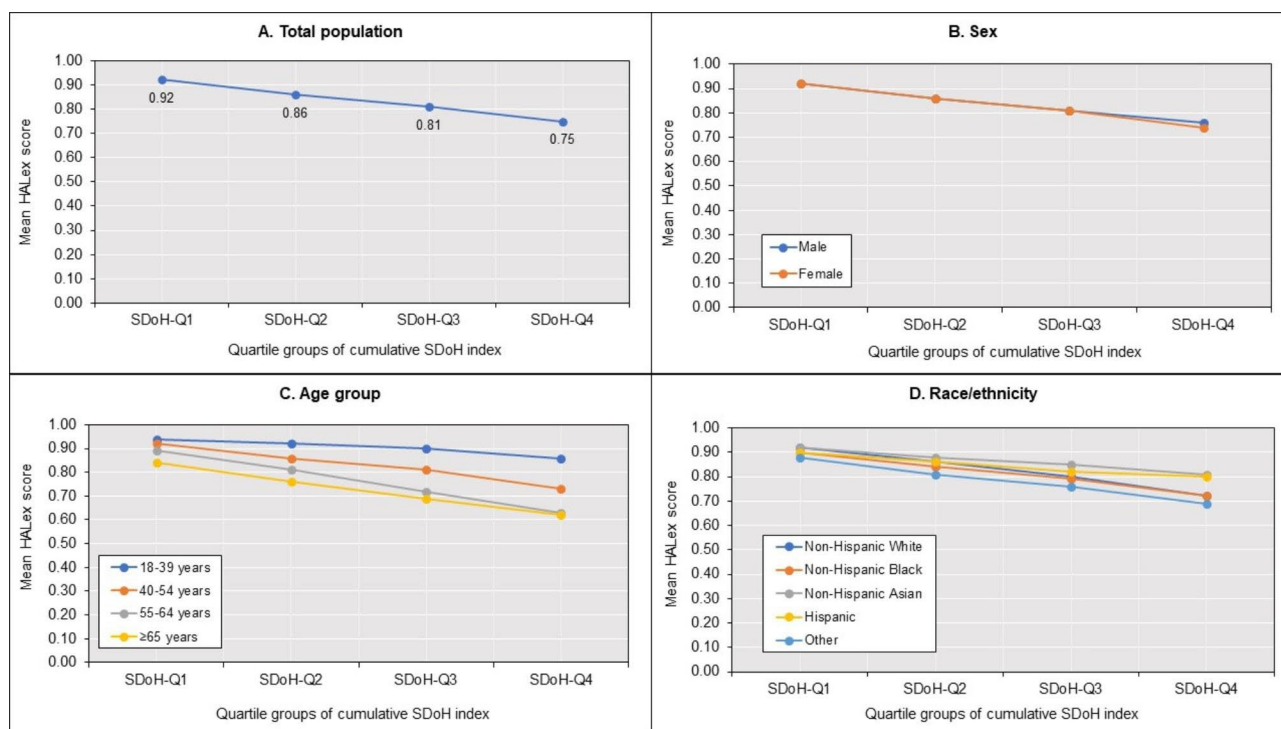 A. Total population
Mean HALex score
1.00
0.90
0.80
0.70
0.60
0.50
0.40
0.30
0.20
0.10
0.00
0.92
0.86
0.81
0.75
SDoH-Q1 SDoH-Q2 SDoH-Q3 SDoH-Q4
Quartile groups of cumulative SDoH index
B. Sex
Mean HALex score
1.00
0.90
0.80
0.70
0.60
0.50
0.40
0.30
0.20
0.10
0.00
Male
Female
SDoH-Q1 SDoH-Q2 SDoH-Q3 SDoH-Q4
Quartile groups of cumulative SDoH index
C. Age group
Mean HALex score
1.00
0.90
0.80
0.70
0.60
0.50
0.40
0.30
0.20
0.10
0.00
18-39 years
40-54 years
55-64 years
≥65 years
SDoH-Q1 SDoH-Q2 SDoH-Q3 SDoH-Q4
Quartile groups of cumulative SDoH index
D. Race/ethnicity
Mean HALex score
1.00
0.90
0.80
0.70
0.60
0.50
0.40
0.30
0.20
0.10
0.00
Non-Hispanic White
Non-Hispanic Black
Non-Hispanic Asian
Hispanic
Other
SDoH-Q1 SDoH-Q2 SDoH-Q3 SDoH-Q4
Quartile groups of cumulative SDoH index